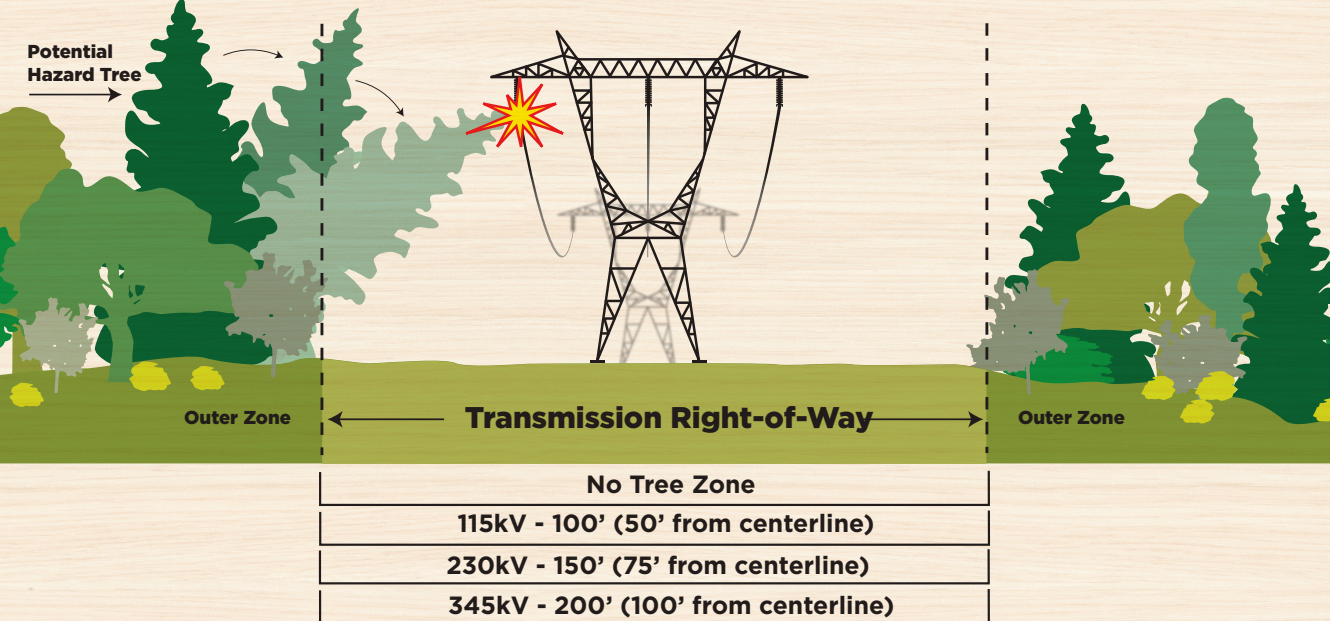 Potential
Hazard Tree
Outer Zone
Transmission Right-of-Way
Outer Zone
No Tree Zone
115kV - 100’ (50’ from centerline)
230kV - 150’ (75’ from centerline)
345kV - 200’ (100’ from centerline)